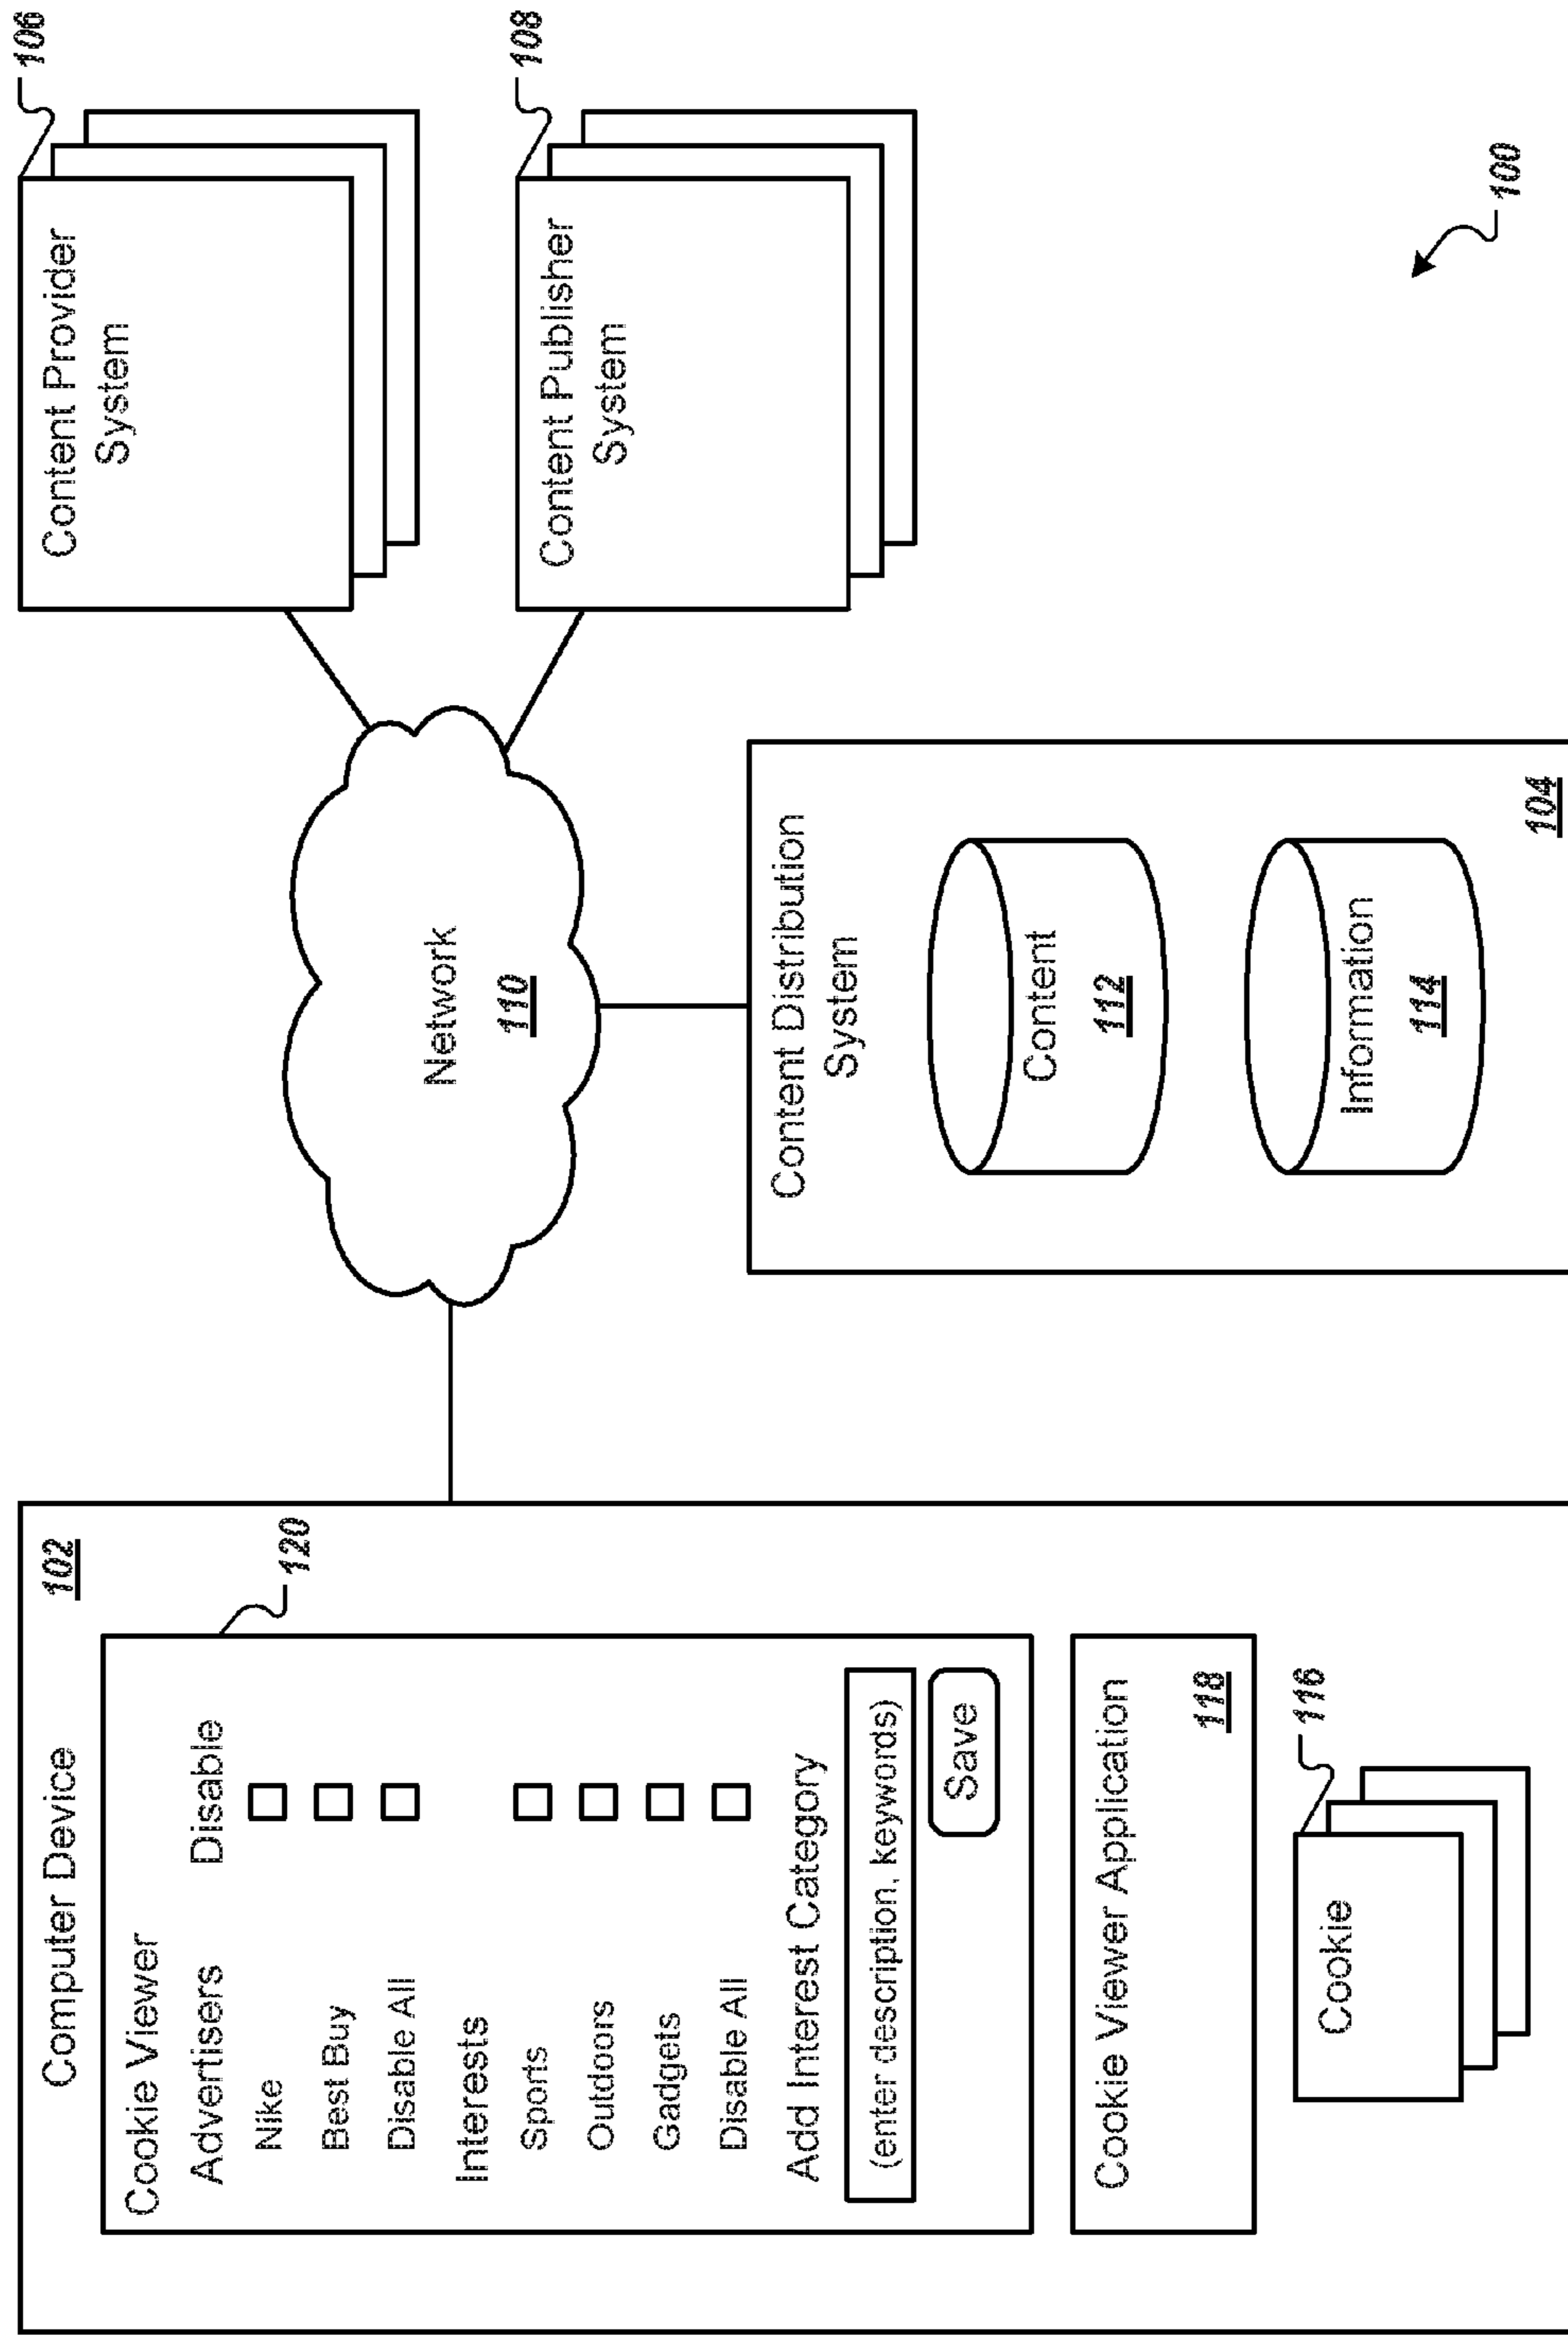 Computer Device
102
Cookie Viewer
120
Advertisers Disable
Nike
Best Buy
Disable All
Interests
Sports
Outdoors
Gadgets
Disable All
Add Interest Category
(enter description, keywords)
Save
Cookie Viewer Application
118
116
Cookie
Network
110
Content Distribution
System
Content
112
Information
114
104
106
Content Provider
System
108
Content Publisher
System
100